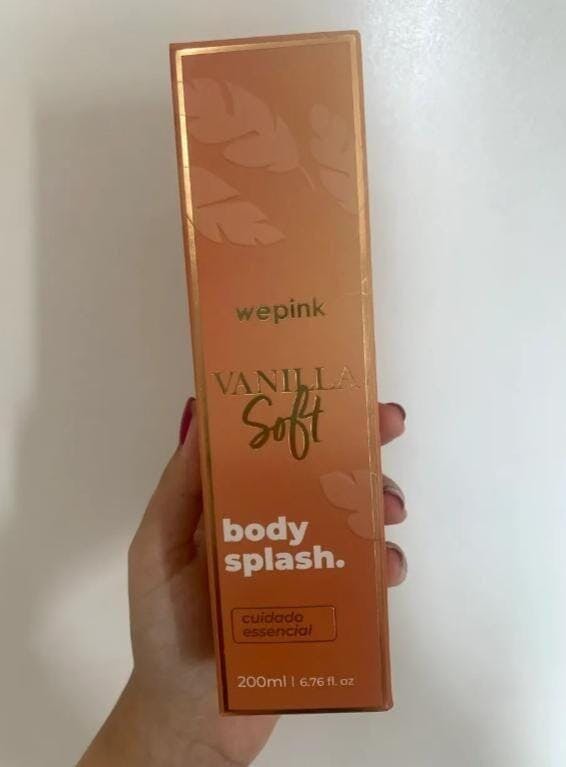 wepink
VANILLA
Soft
body
splash.
cuidado
essencial
200ml | 6.76 fl. oz